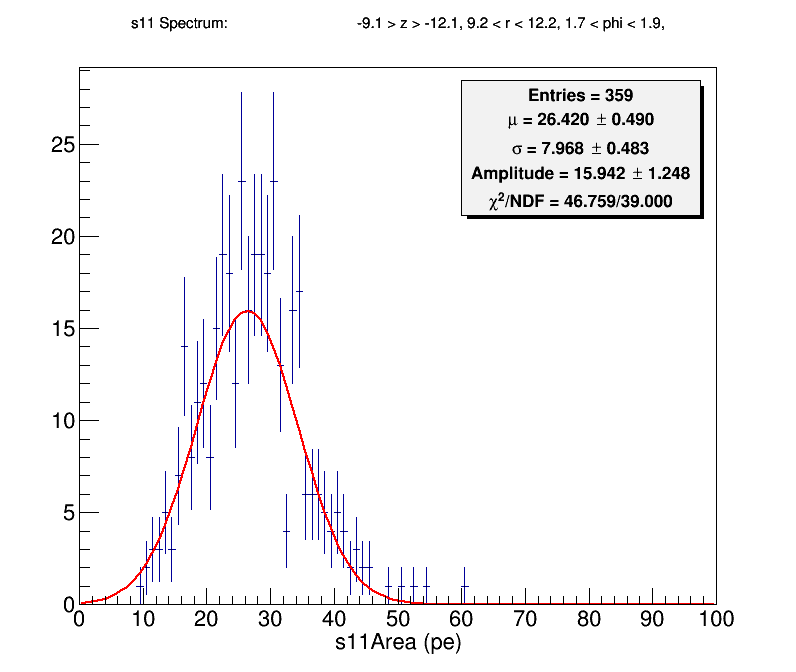 s11 Spectrum: -9.1 > z > -12.1, 9.2 < r < 12.2, 1.7 < phi < 1.9,
Entries = 359
μ = 26.420 ± 0.490
σ = 7.968 ± 0.483
Amplitude = 15.942 ± 1.248
χ²/NDF = 46.759/39.000
25
20
15
10
5
0
0 10 20 30 40 50 60 70 80 90 100
s11Area (pe)